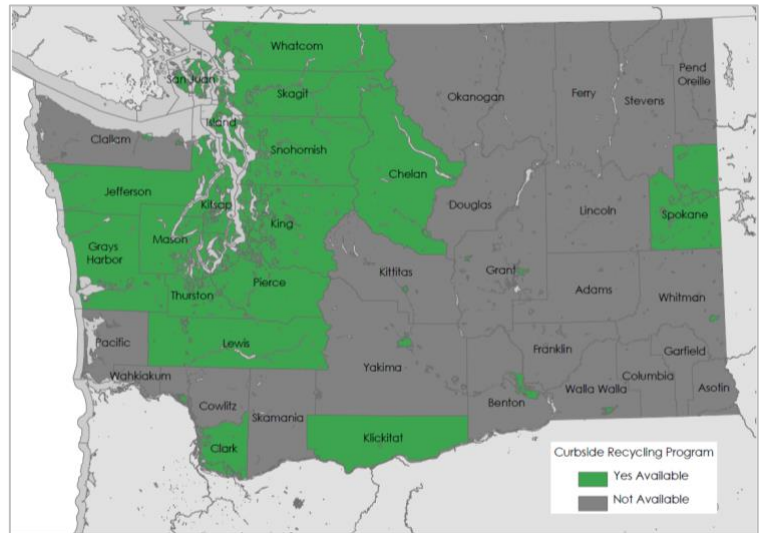 Whatcom
Pend
Oreille
San Juan
Skagit
Okanogan
Ferry
Stevens
Island
Clallam
Snohomish
Chelan
Jefferson
Kitsap
Douglas
Lincoln
Spokane
King
Grays
Harbor
Mason
Kittitas
Grant
Thurston
Pierce
Adams
Whitman
Pacific
Lewis
Franklin
Garfield
Wahkiakum
Yakima
Columbia
Cowlitz
Skamania
Benton
Walla Walla
Asotin
Clark
Klickitat
Curbside Recycling Program
Yes Available
Not Available